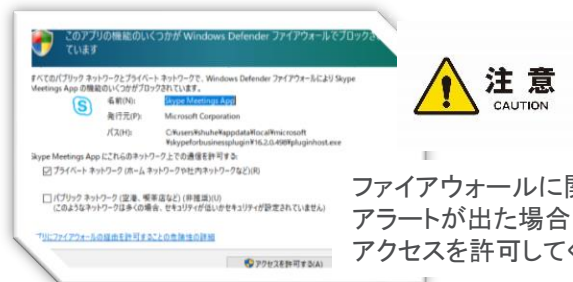 このアプリの機能のいくつかが Windows Defender ファイアウォールでブロックさ
ています
すべてのパブリック ネットワークとプライベート ネットワークで、Windows Defender ファイアウォールにより Skype
Meetings App の機能のいくつかがブロックされています。
名前(N): Skype Meetings App
発行元(P): Microsoft Corporation
パス(H): C:¥users¥shuhe¥appdata¥local¥microsoft
¥skypeforbusinessplugin¥16.2.0.498¥pluginhost.exe
Skype Meetings App にこれらのネットワーク上での通信を許可する:
プライベート ネットワーク (ホーム ネットワークや社内ネットワークなど)(R)
パブリック ネットワーク (空港、喫茶店など) (非推奨)(U)
(このようなネットワークは多くの場合、セキュリティが低いかセキュリティが設定されていません)
プリにファイアウォールの経由を許可することの危険性の詳細
アクセスを許可する(A)
注意
CAUTION
ファイアウォールに
アラートが出た場合
アクセスを許可して